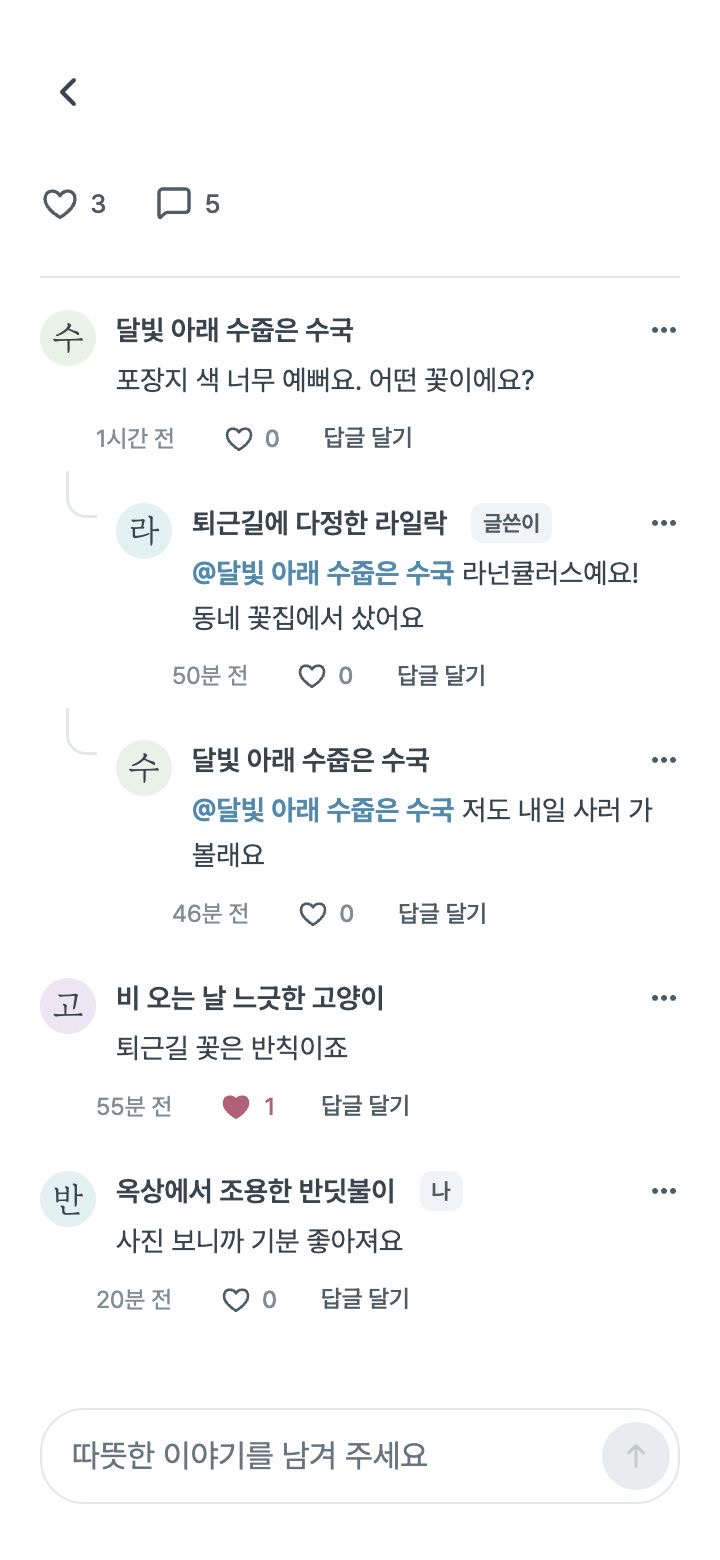 3 5
수 달빛 아래 수줍은 수국
포장지 색 너무 예뻐요. 어떤 꽃이에요?
1시간 전 0 답글 달기
라 퇴근길에 다정한 라일락 글쓴이
@달빛 아래 수줍은 수국 라넌큘러스예요!
동네 꽃집에서 샀어요
50분 전 0 답글 달기
수 달빛 아래 수줍은 수국
@달빛 아래 수줍은 수국 저도 내일 사러 가
볼래요
46분 전 0 답글 달기
고 비 오는 날 느긋한 고양이
퇴근길 꽃은 반칙이죠
55분 전 1 답글 달기
반 옥상에서 조용한 반딧불이 나
사진 보니까 기분 좋아져요
20분 전 0 답글 달기
따뜻한 이야기를 남겨 주세요